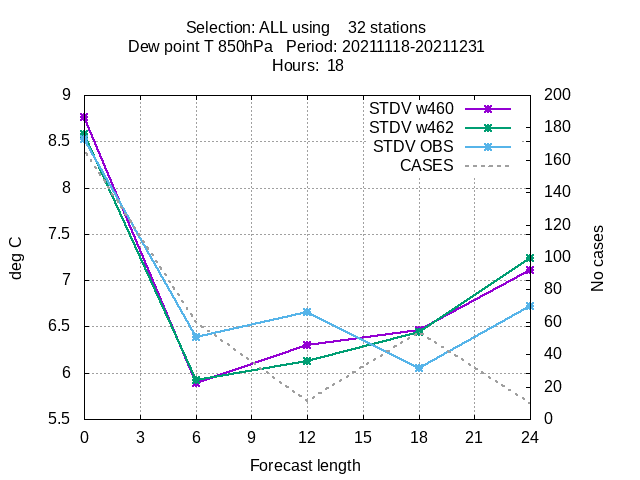 Selection: ALL using    32 stations
Dew point T 850hPa   Period: 20211118-20211231
Hours:  18
STDV w460
STDV w462
STDV OBS
CASES
9
8.5
8
7.5
7
6.5
6
5.5
deg C
200
180
160
140
120
100
80
60
40
20
0
No cases
0 3 6 9 12 15 18 21 24
Forecast length